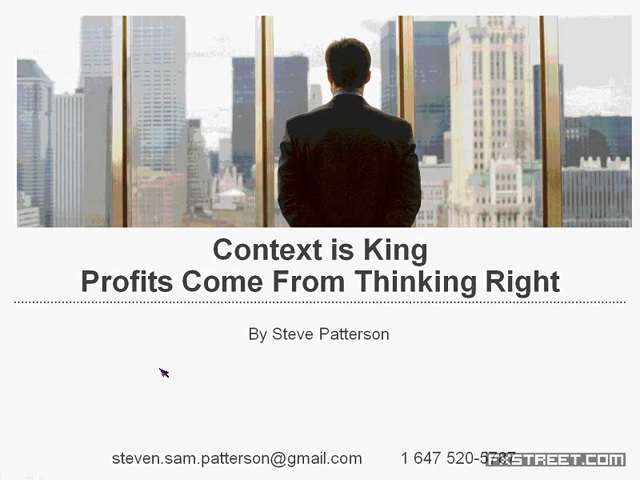 Context is King
Profits Come From Thinking Right
By Steve Patterson
steven.sam.patterson@gmail.com 1 647 520-
FXSTREET.COM